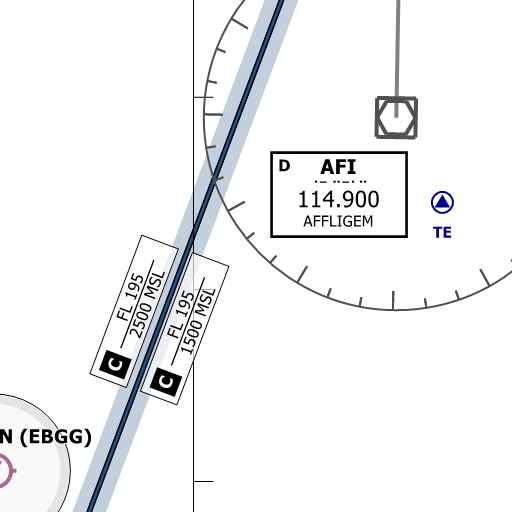 D AFI
114.900
AFFLIGEM
TE
FL 195
2500 MSL
C
FL 195
1500 MSL
C
N (EBGG)